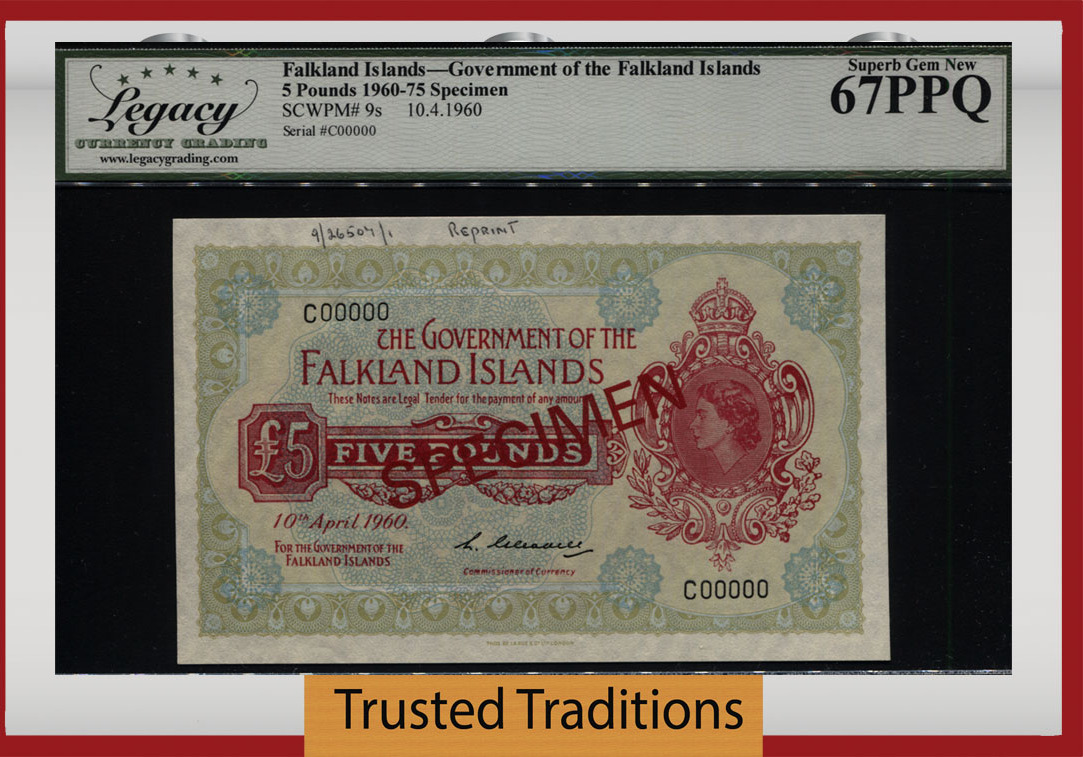 Legacy
CURRENCY GRADING
www.legacygrading.com
Falkland Islands—Government of the Falkland Islands
5 Pounds 1960-75 Specimen
SCWPM# 9s 10.4.1960
Serial #C00000
Superb Gem New
67PPQ
9/26507/1 REPRINT
C00000
THE GOVERNMENT OF THE
FALKLAND ISLANDS
These Notes are Legal Tender for the payment of any amount
£5 FIVE POUNDS
SPECIMEN
10th April 1960.
FOR THE GOVERNMENT OF THE
FALKLAND ISLANDS
Commissioner of Currency
C00000
Trusted Traditions